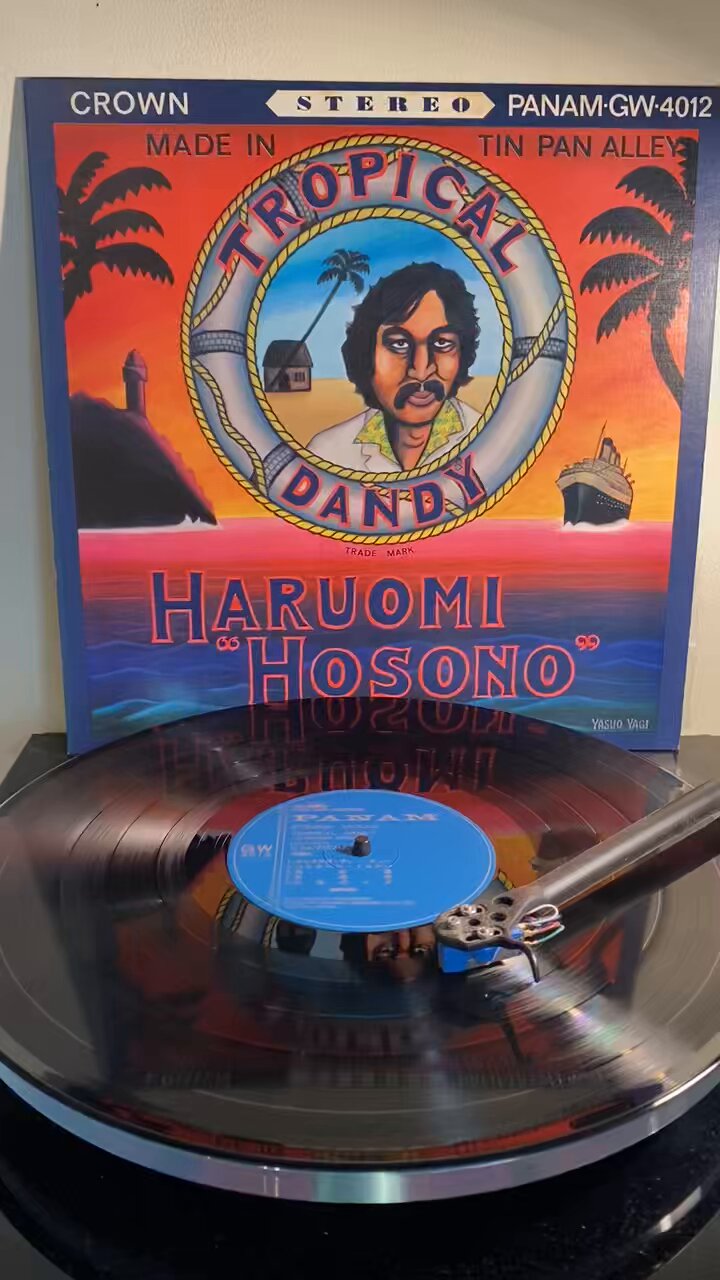 CROWN
STEREO
PANAM·GW·4012
MADE IN
TIN PAN ALLEY
TROPICAL
DANDY
TRADE MARK
HARUOMI
“HOSONO”
YASUO YAGI
PANAM
GW